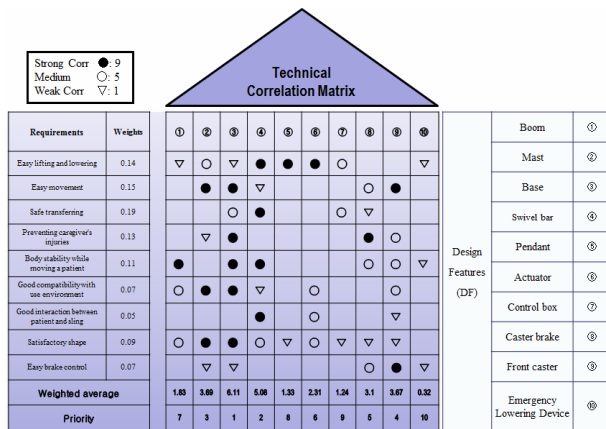 Strong Corr ●: 9
Medium ○: 5
Weak Corr ▽: 1
Technical
Correlation Matrix
Requirements Weights ① ② ③ ④ ⑤ ⑥ ⑦ ⑧ ⑨ ⑩
Easy lifting and lowering 0.14 ▽ ○ ▽ ● ● ● ○ ▽
Easy movement 0.15 ● ● ▽ ○ ●
Safe transferring 0.19 ○ ● ○ ▽
Preventing caregiver's
injuries 0.13 ▽ ● ● ○
Body stability while
moving a patient 0.11 ● ● ● ○ ○ ▽
Good compatibility with
use environment 0.07 ○ ● ● ▽ ○ ○
Good interaction between
patient and sling 0.05 ● ○ ▽
Satisfactory shape 0.09 ○ ● ● ○ ▽ ○ ▽ ▽ ▽
Easy brake control 0.07 ▽ ▽ ○ ● ▽
Weighted average 1.83 3.69 6.11 5.08 1.33 2.31 1.24 3.1 3.67 0.32
Priority 7 3 1 2 8 6 9 5 4 10
Design
Features
(DF)
Boom ①
Mast ②
Base ③
Swivel bar ④
Pendant ⑤
Actuator ⑥
Control box ⑦
Caster brake ⑧
Front caster ⑨
Emergency
Lowering Device ⑩